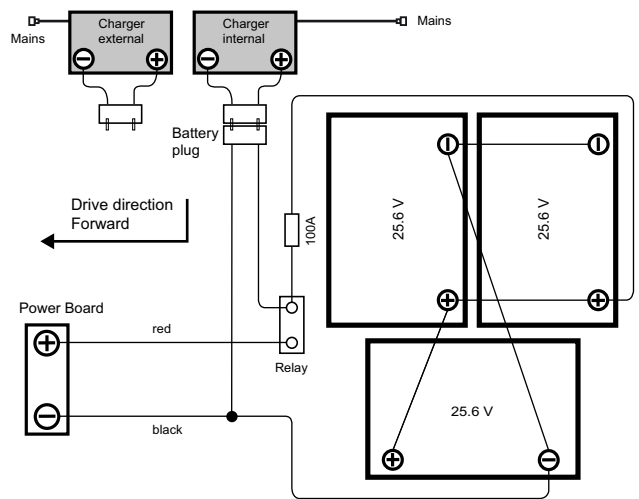 Mains
Charger
external
Charger
internal
Mains
Battery
plug
Drive direction
Forward
100A
25.6 V
25.6 V
Power Board
red
Relay
25.6 V
black